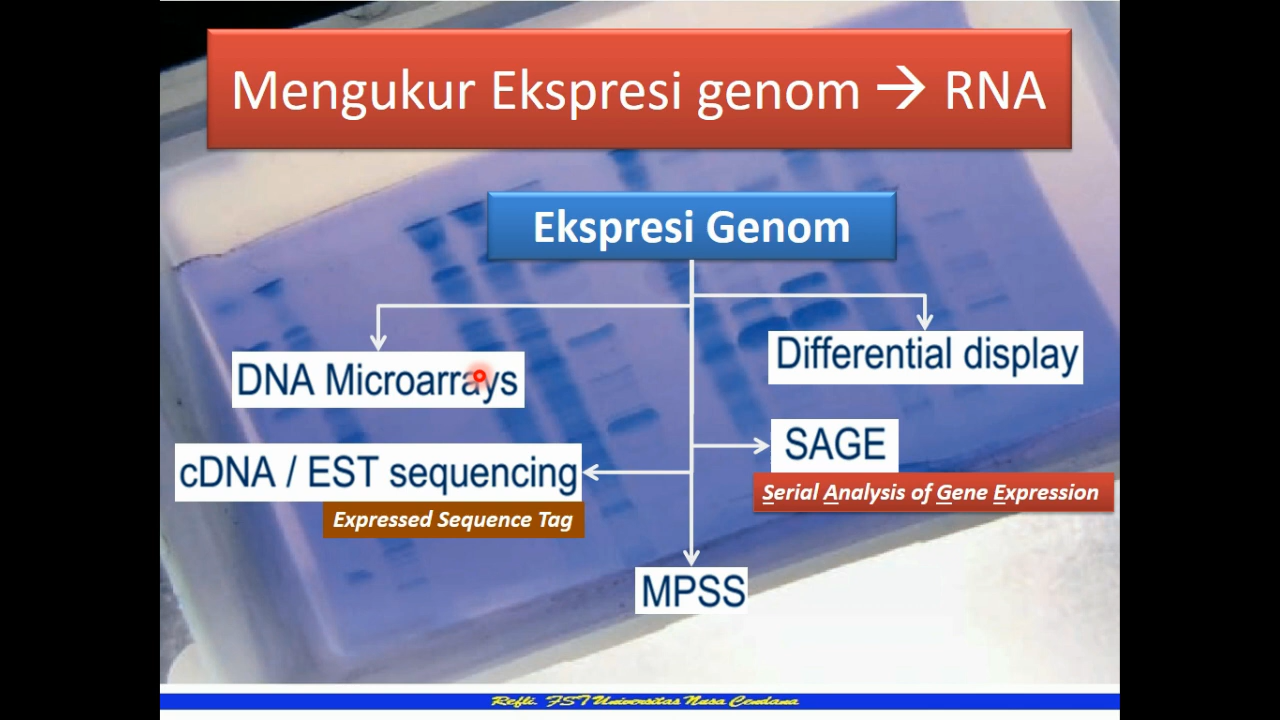 Mengukur Ekspresi genom → RNA
Ekspresi Genom
DNA Microarrays
Differential display
cDNA / EST sequencing
Expressed Sequence Tag
SAGE
Serial Analysis of Gene Expression
MPSS
Refli. FST Universitas Nusa Cendana